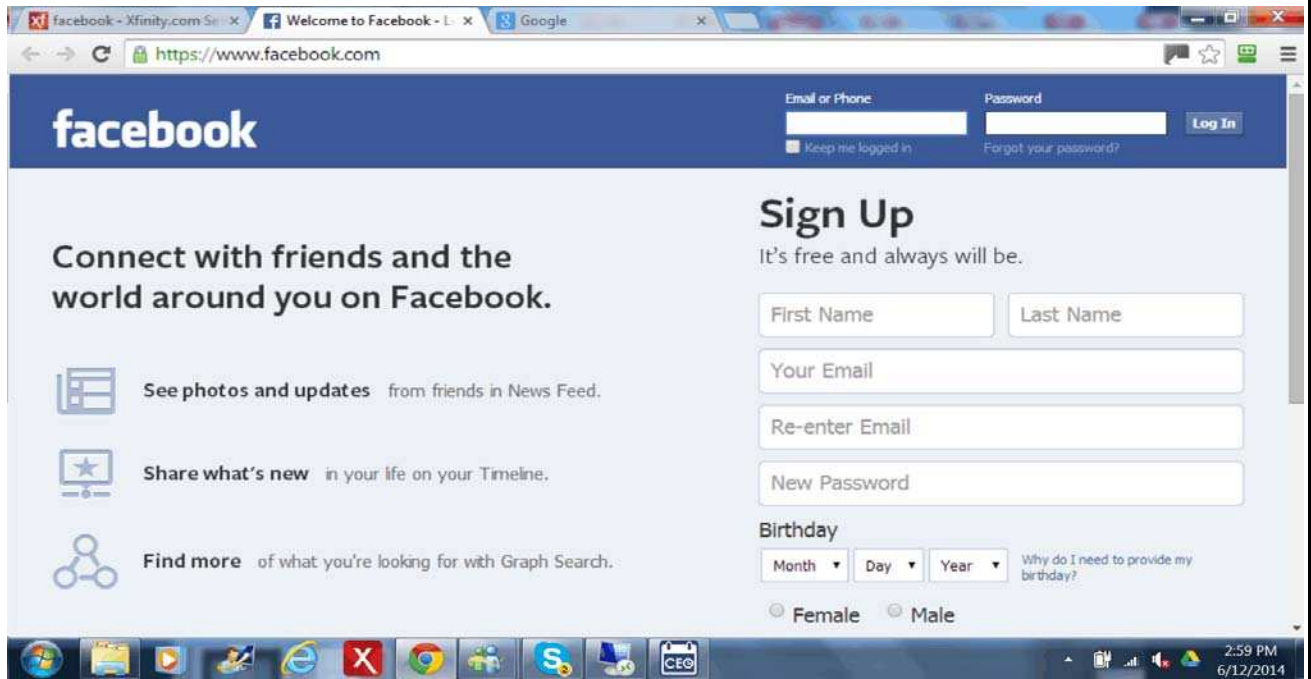 facebook - Xfinity.com Se
Welcome to Facebook - L
Google
https://www.facebook.com
facebook
Email or Phone
Password
Log In
Keep me logged in
Forgot your password?
Connect with friends and the
world around you on Facebook.
See photos and updates from friends in News Feed.
Share what's new in your life on your Timeline.
Find more of what you're looking for with Graph Search.
Sign Up
It's free and always will be.
First Name Last Name
Your Email
Re-enter Email
New Password
Birthday
Month Day Year
Why do I need to provide my
birthday?
Female Male
CEO
2:59 PM
6/12/2014